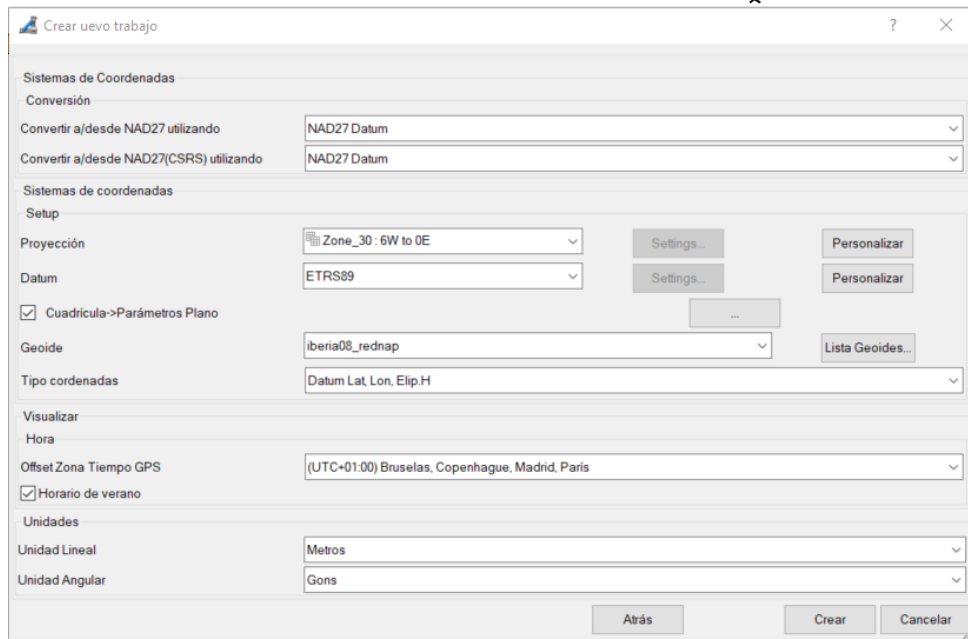 Crear uevo trabajo
Sistemas de Coordenadas
Conversión
Convertir a/desde NAD27 utilizando NAD27 Datum
Convertir a/desde NAD27(CSRS) utilizando NAD27 Datum
Sistemas de coordenadas
Setup
Proyección Zone_30 : 6W to 0E Settings... Personalizar
Datum ETRS89 Settings... Personalizar
Cuadrícula->Parámetros Plano ...
Geoide iberia08_rednap Lista Geoides...
Tipo cordenadas Datum Lat, Lon, Elip.H
Visualizar
Hora
Offset Zona Tiempo GPS (UTC+01:00) Bruselas, Copenhague, Madrid, París
Horario de verano
Unidades
Unidad Lineal Metros
Unidad Angular Gons
Atrás Crear Cancelar